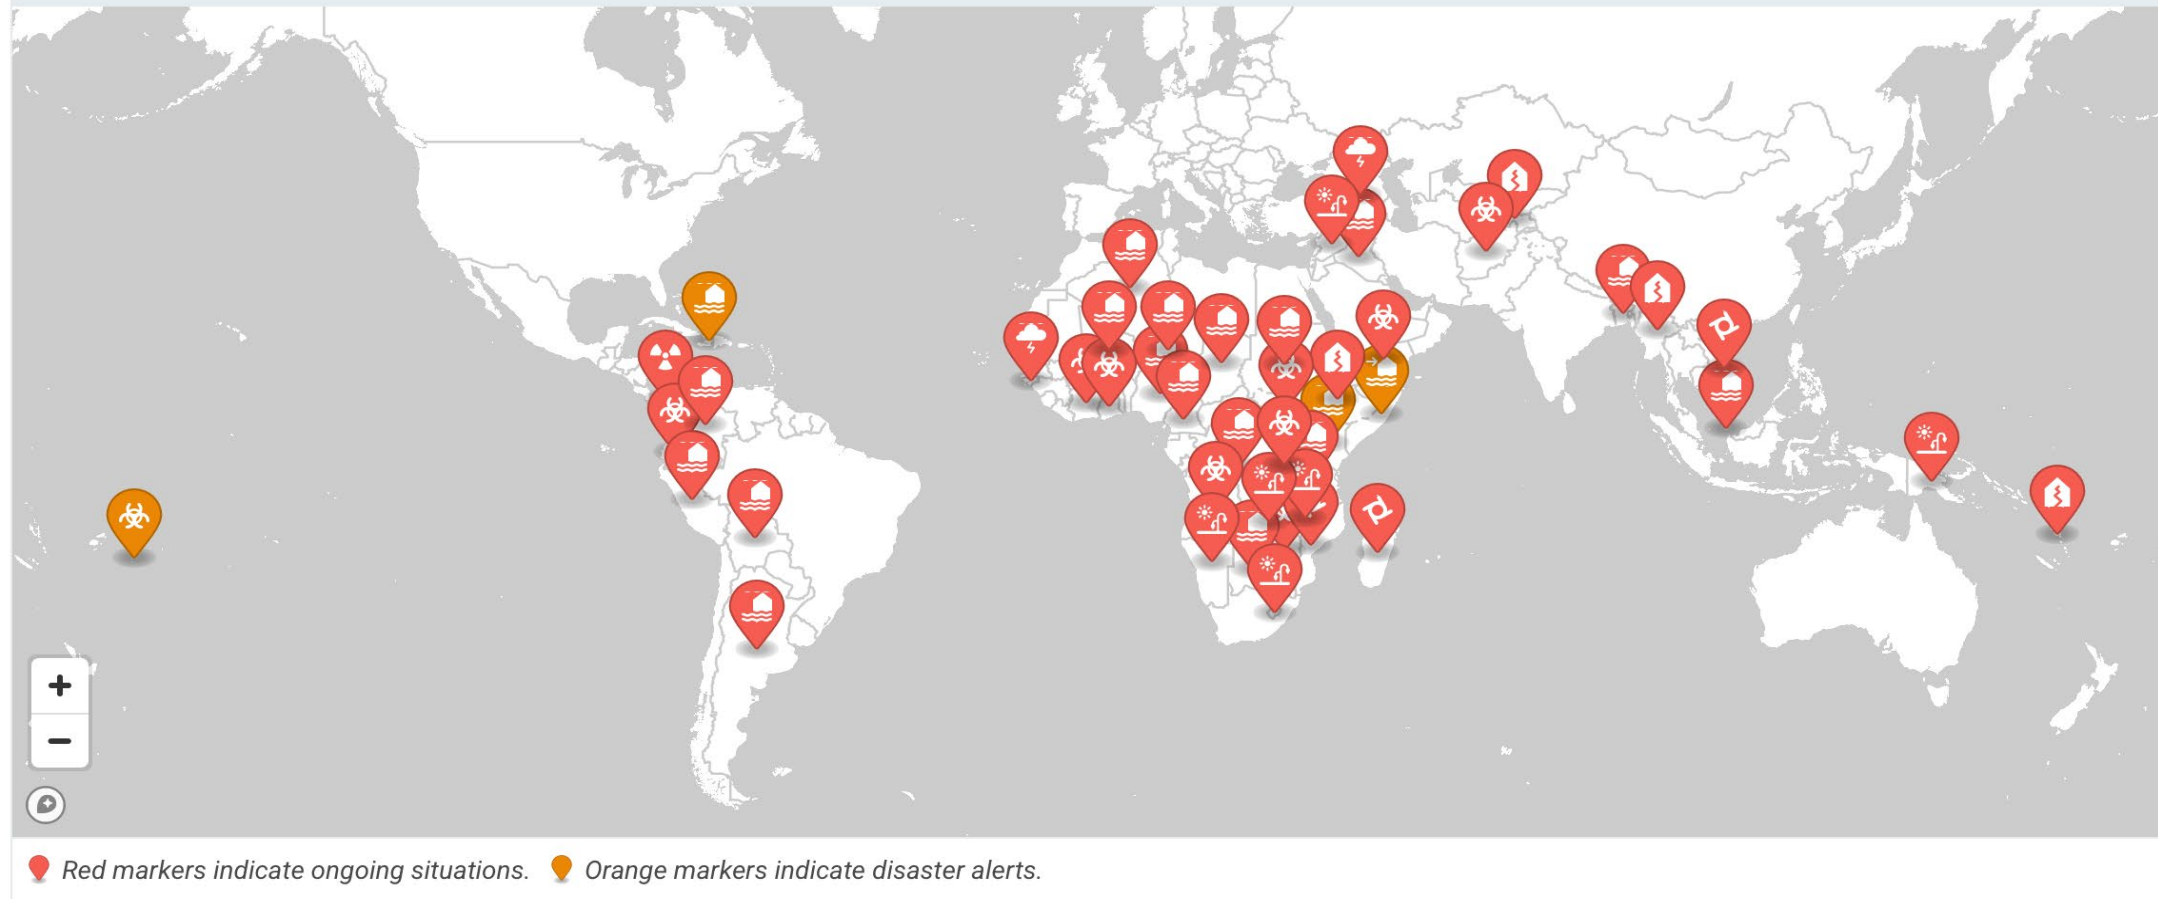 +
−
Red markers indicate ongoing situations. Orange markers indicate disaster alerts.